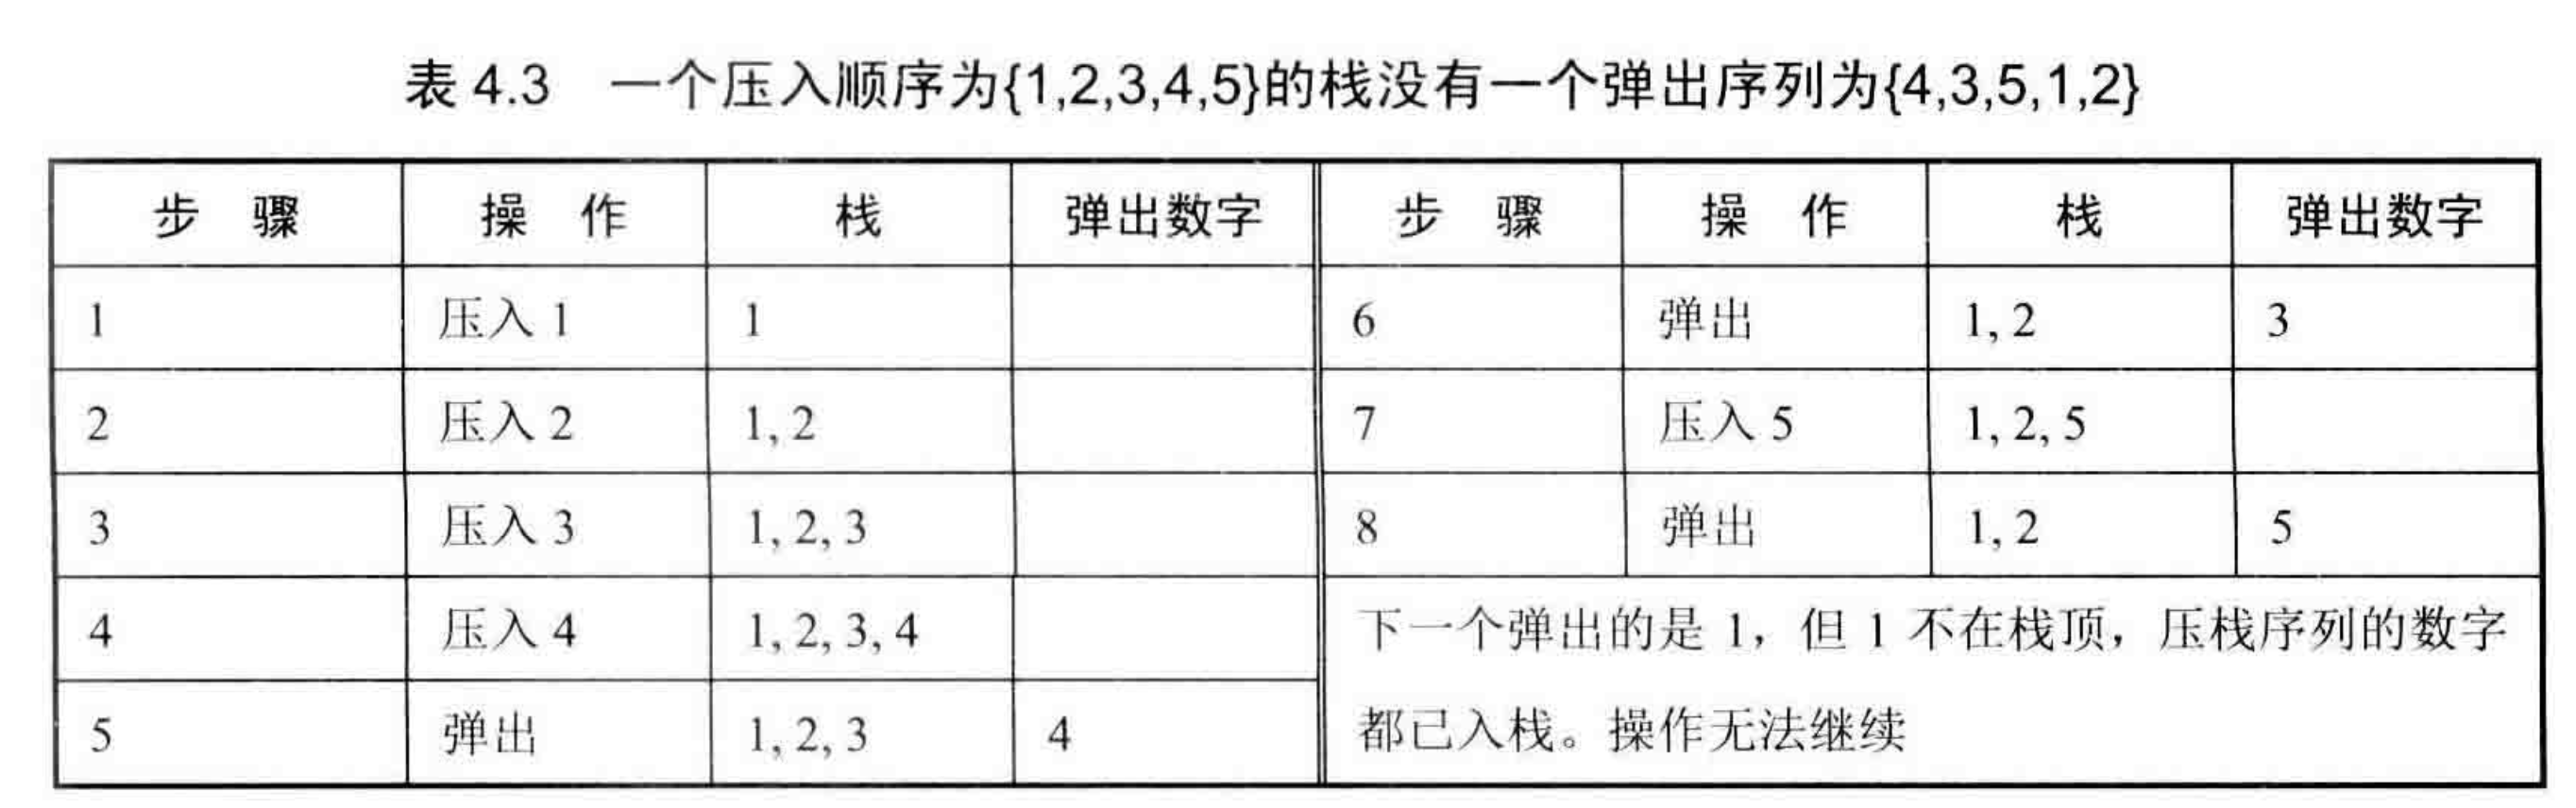 表 4.3 一个压入顺序为{1,2,3,4,5}的栈没有一个弹出序列为{4,3,5,1,2}
步 骤 操 作 栈 弹出数字 步 骤 操 作 栈 弹出数字
1 压入 1 1 6 弹出 1, 2 3
2 压入 2 1, 2 7 压入 5 1, 2, 5
3 压入 3 1, 2, 3 8 弹出 1, 2 5
4 压入 4 1, 2, 3, 4 下一个弹出的是 1，但 1 不在栈顶，压栈序列的数字
5 弹出 1, 2, 3 4 都已入栈。操作无法继续